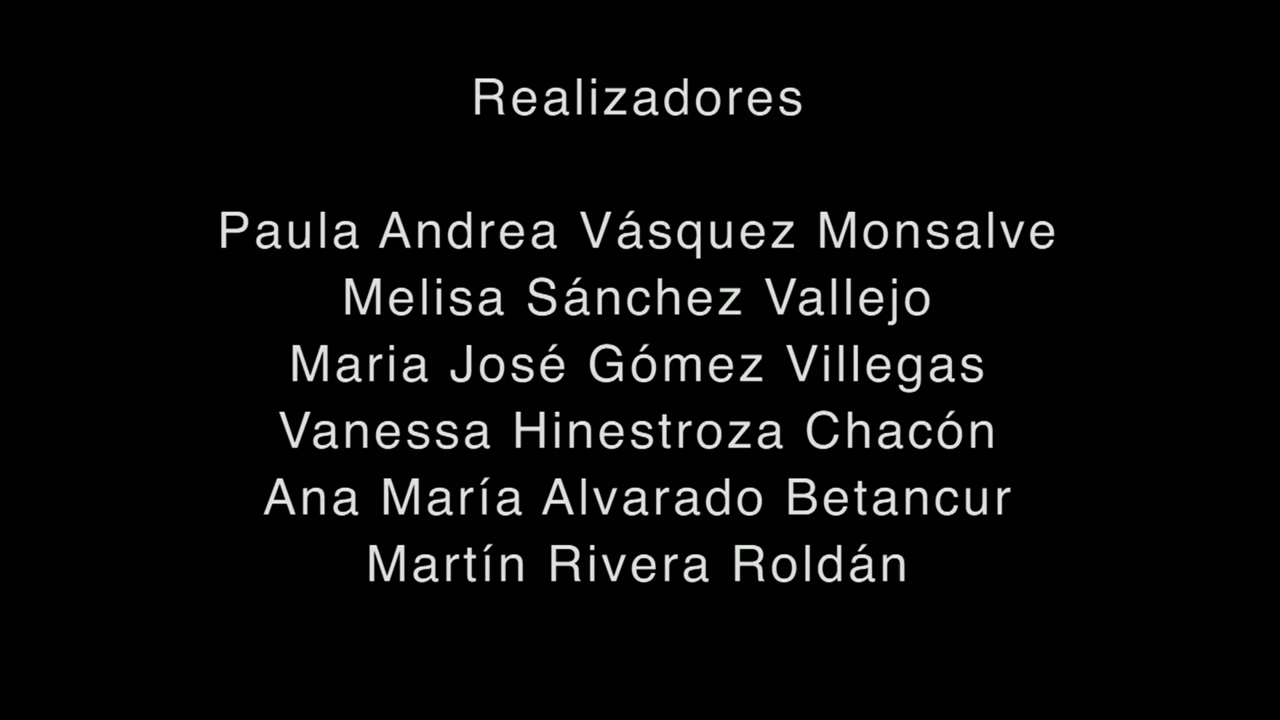 Realizadores
Paula Andrea Vásquez Monsalve
Melisa Sánchez Vallejo
Maria José Gómez Villegas
Vanessa Hinestroza Chacón
Ana María Alvarado Betancur
Martín Rivera Roldán